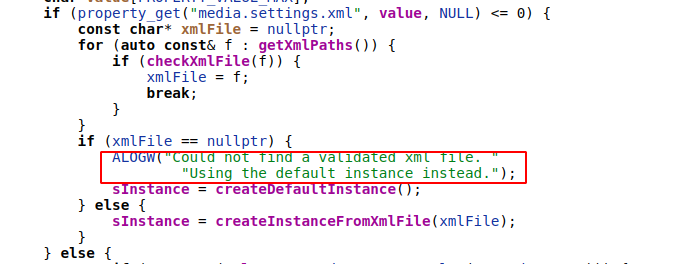 if (property_get("media.settings.xml", value, NULL) <= 0) {
const char* xmlFile = nullptr;
for (auto const& f : getXmlPaths()) {
if (checkXmlFile(f)) {
xmlFile = f;
break;
}
}
if (xmlFile == nullptr) {
ALOGW("Could not find a validated xml file. "
"Using the default instance instead.");
sInstance = createDefaultInstance();
} else {
sInstance = createInstanceFromXmlFile(xmlFile);
}
} else {